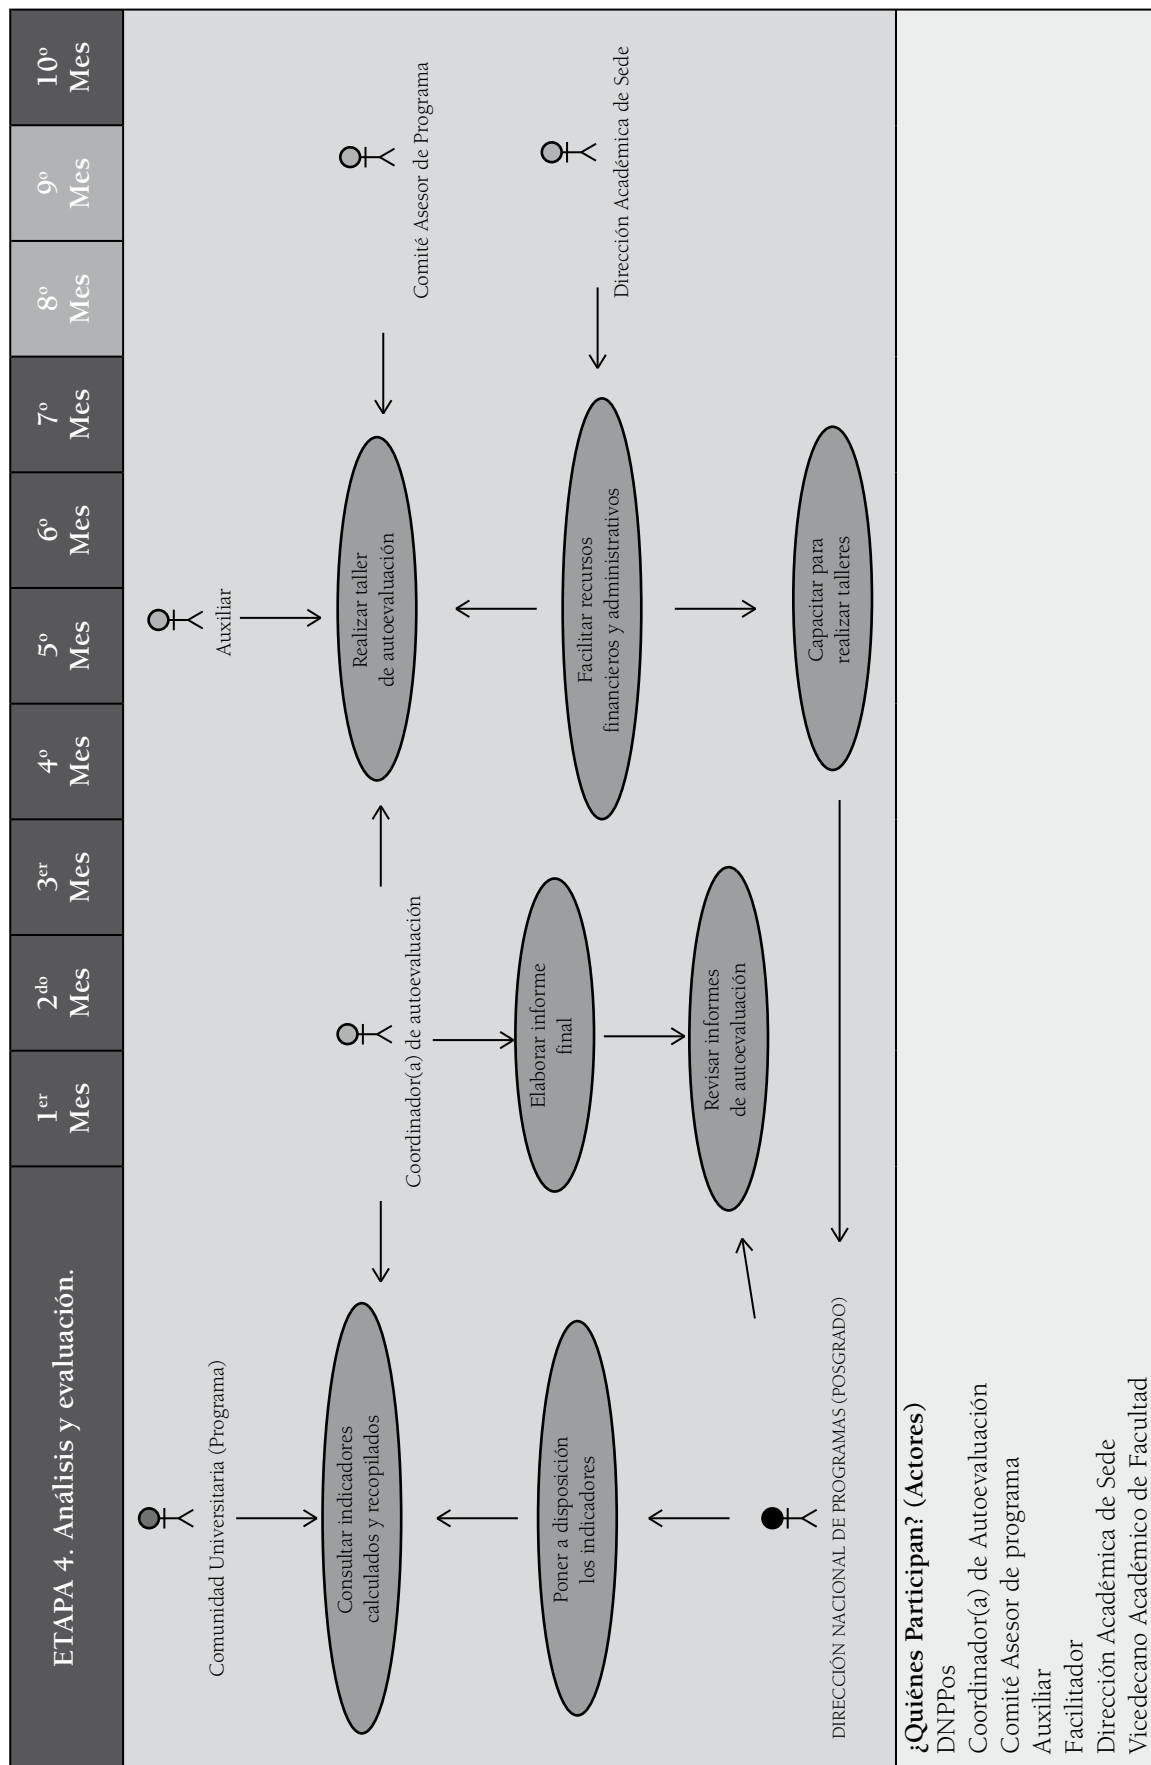 ETAPA 4. Análisis y evaluación.
1er
Mes
2do
Mes
3er
Mes
4o
Mes
5o
Mes
6o
Mes
7o
Mes
8o
Mes
9o
Mes
10o
Mes
Comunidad Universitaria (Programa)
Consultar indicadores
calculados y recopilados
Poner a disposición
los indicadores
DIRECCIÓN NACIONAL DE PROGRAMAS (POSGRADO)
Coordinador(a) de autoevaluación
Elaborar informe
final
Revisar informes
de autoevaluación
Auxiliar
Realizar taller
de autoevaluación
Facilitar recursos
financieros y administrativos
Capacitar para
realizar talleres
Comité Asesor de Programa
Dirección Académica de Sede
¿Quiénes Participan? (Actores)
DNPPos
Coordinador(a) de Autoevaluación
Comité Asesor de programa
Auxiliar
Facilitador
Dirección Académica de Sede
Vicedecano Académico de Facultad